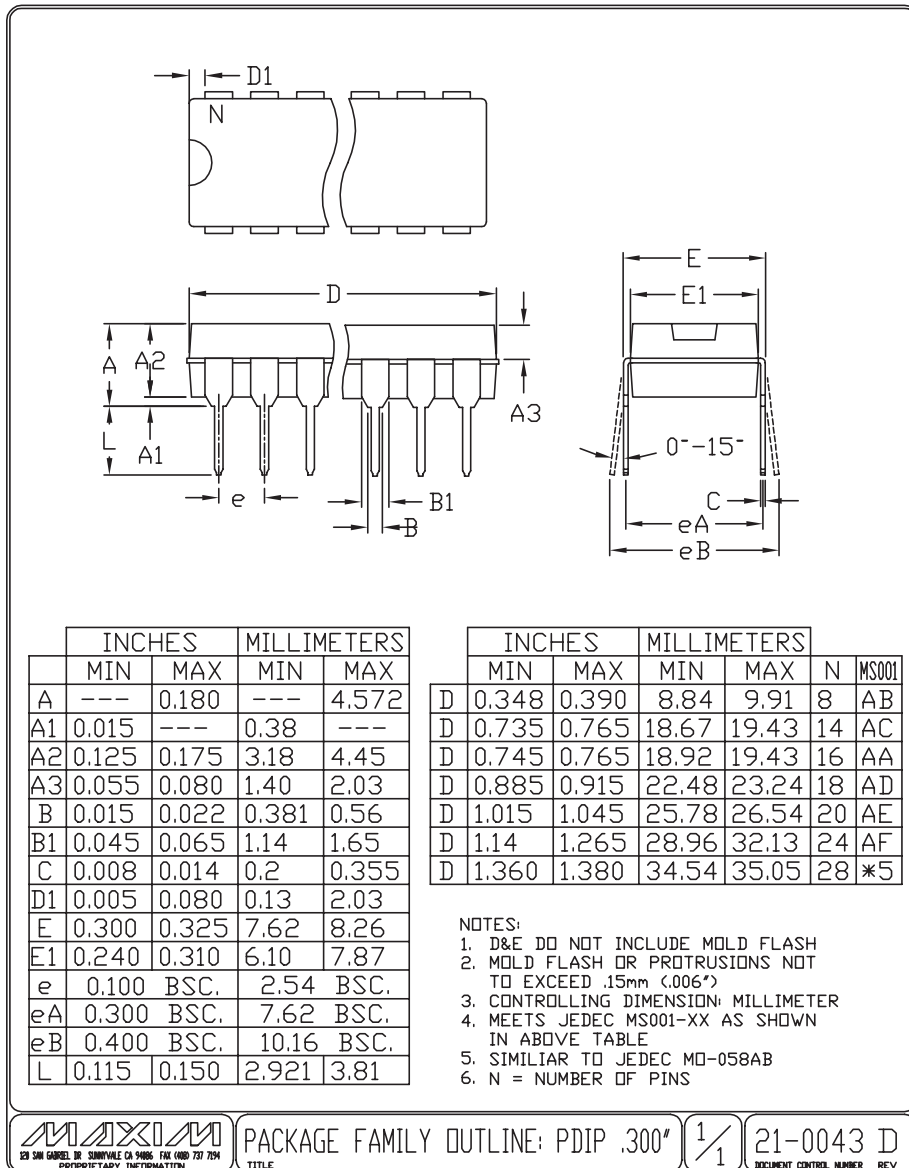 D1
N
D
E
E1
A
A2
A3
L
A1
0°-15°
e
B1
B
C
eA
eB
INCHES MILLIMETERS
MIN MAX MIN MAX
A --- 0.180 --- 4.572
A1 0.015 --- 0.38 ---
A2 0.125 0.175 3.18 4.45
A3 0.055 0.080 1.40 2.03
B 0.015 0.022 0.381 0.56
B1 0.045 0.065 1.14 1.65
C 0.008 0.014 0.2 0.355
D1 0.005 0.080 0.13 2.03
E 0.300 0.325 7.62 8.26
E1 0.240 0.310 6.10 7.87
e 0.100 BSC. 2.54 BSC.
eA 0.300 BSC. 7.62 BSC.
eB 0.400 BSC. 10.16 BSC.
L 0.115 0.150 2.921 3.81
INCHES MILLIMETERS
MIN MAX MIN MAX N MS001
D 0.348 0.390 8.84 9.91 8 AB
D 0.735 0.765 18.67 19.43 14 AC
D 0.745 0.765 18.92 19.43 16 AA
D 0.885 0.915 22.48 23.24 18 AD
D 1.015 1.045 25.78 26.54 20 AE
D 1.14 1.265 28.96 32.13 24 AF
D 1.360 1.380 34.54 35.05 28 *5
NOTES:
1. D&E DO NOT INCLUDE MOLD FLASH
2. MOLD FLASH OR PROTRUSIONS NOT
TO EXCEED .15mm (.006")
3. CONTROLLING DIMENSION: MILLIMETER
4. MEETS JEDEC MS001-XX AS SHOWN
IN ABOVE TABLE
5. SIMILIAR TO JEDEC MO-058AB
6. N = NUMBER OF PINS
MAXIM
120 SAN GABRIEL DR SUNNYVALE CA 94086 FAX (408) 737 7194
PROPRIETARY INFORMATION
PACKAGE FAMILY OUTLINE: PDIP .300"
TITLE
1/1
21-0043 D
DOCUMENT CONTROL NUMBER REV